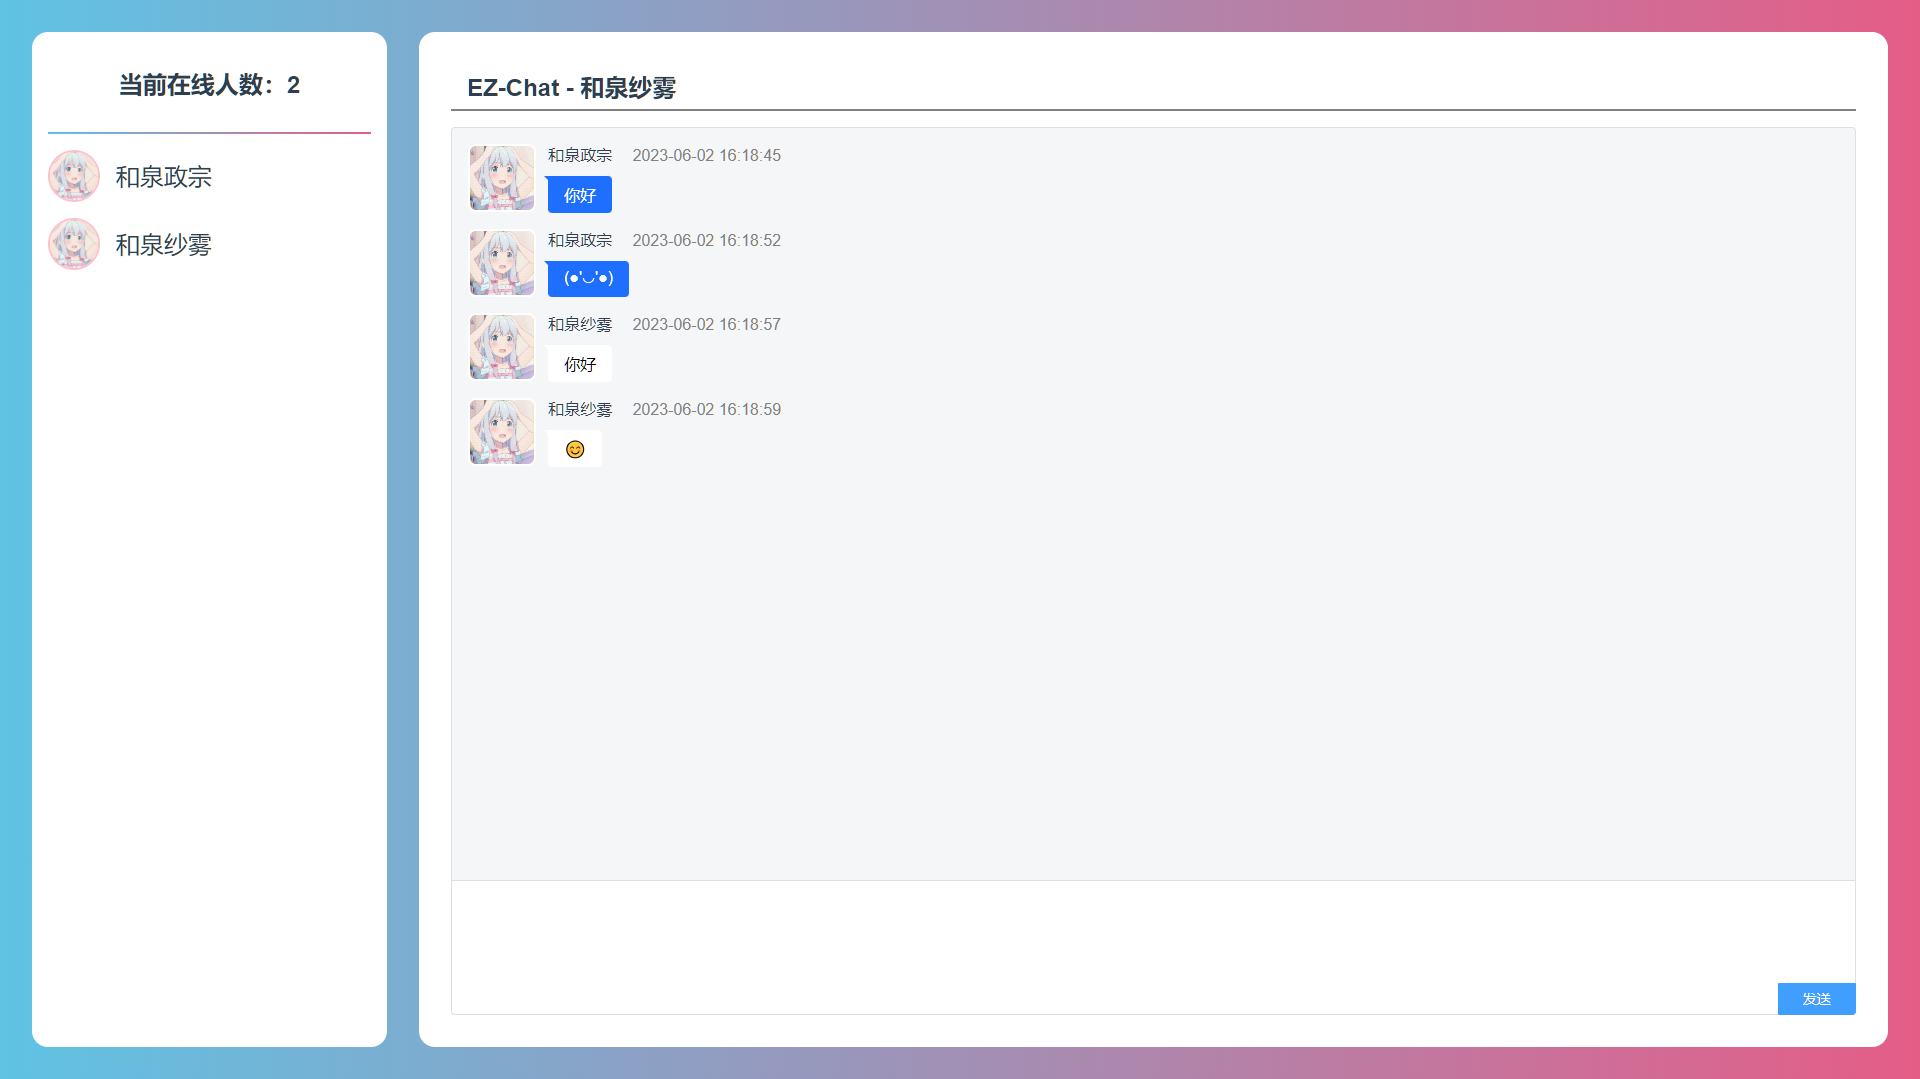 当前在线人数：2
和泉政宗
和泉纱雾
EZ-Chat - 和泉纱雾
和泉政宗 2023-06-02 16:18:45
你好
和泉政宗 2023-06-02 16:18:52
(●'◡'●)
和泉纱雾 2023-06-02 16:18:57
你好
和泉纱雾 2023-06-02 16:18:59
😊
发送